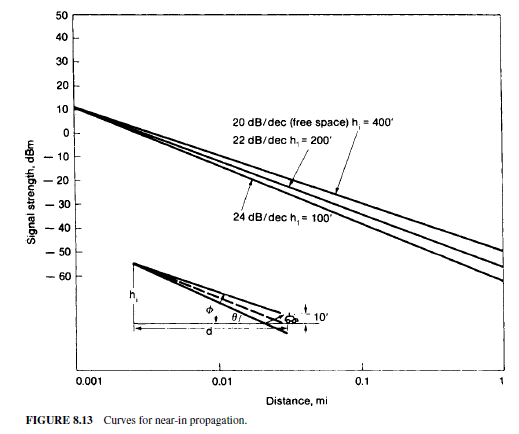 50
40
30
20
10
0
– 10
– 20
– 30
– 40
– 50
– 60
Signal strength, dBm
20 dB/dec (free space) h₁ = 400′
22 dB/dec h₁ = 200′
24 dB/dec h₁ = 100′
h₁
ϕ
θ
10′
d
0.001
0.01
0.1
1
Distance, mi
FIGURE 8.13 Curves for near-in propagation.